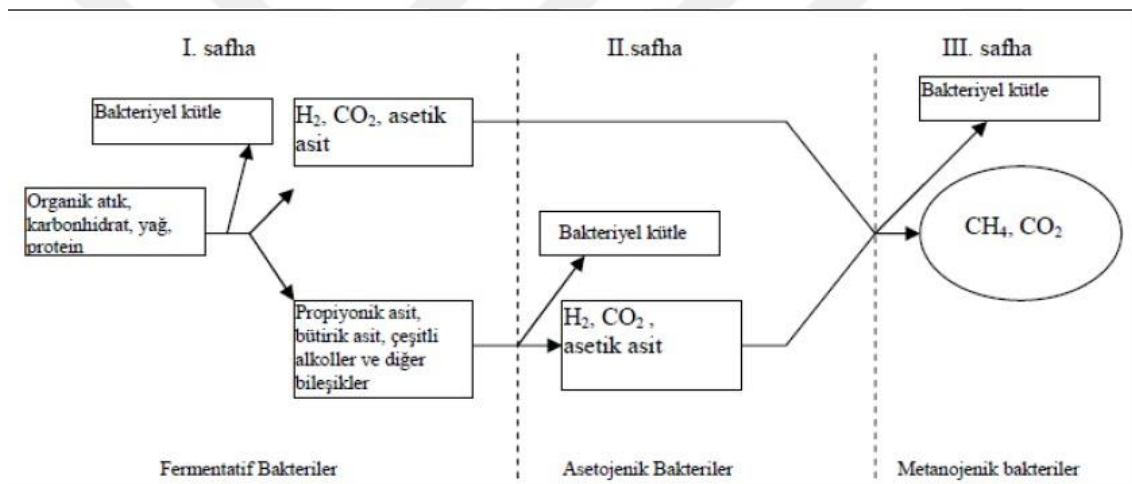 I. safha
II.safha
III. safha
Bakteriyel kütle
H₂, CO₂, asetik
asit
Bakteriyel kütle
Organik atık,
karbonhidrat, yağ,
protein
Bakteriyel kütle
CH₄, CO₂
Propiyonik asit,
bütirik asit, çeşitli
alkoller ve diğer
bileşikler
H₂, CO₂ ,
asetik asit
Fermentatif Bakteriler
Asetojenik Bakteriler
Metanojenik bakteriler